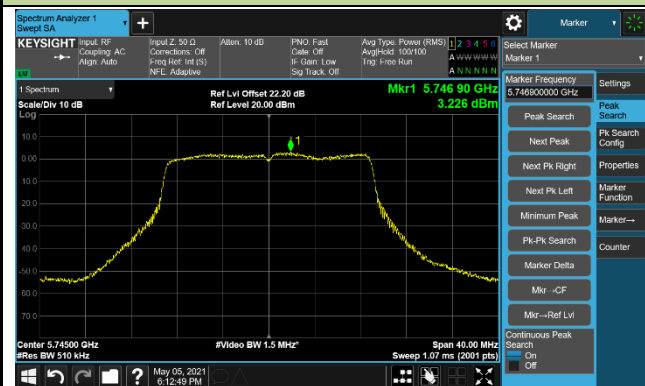 Spectrum Analyzer 1
Swept SA
Marker
KEYSIGHT
Input: RF
Coupling: AC
Align: Auto
Input Z: 50 Ω
Corrections: Off
Freq Ref: Int (S)
NFE: Adaptive
Atten: 10 dB
PNO: Fast
Gate: Off
IF Gain: Low
Sig Track: Off
Avg Type: Power (RMS)
Avg|Hold: 100/100
Trig: Free Run
1 2 3 4 5 6
A W W W W W
A N N N N N
Select Marker
Marker 1
LXI
1 Spectrum
Scale/Div 10 dB
Log
Ref Lvl Offset 22.20 dB
Ref Level 20.00 dBm
Mkr1 5.746 90 GHz
3.226 dBm
10.0
0.00
-10.0
-20.0
-30.0
-40.0
-50.0
-60.0
-70.0
1
Center 5.74500 GHz
#Res BW 510 kHz
#Video BW 1.5 MHz*
Span 40.00 MHz
Sweep 1.07 ms (2001 pts)
Marker Frequency
5.746900000 GHz
Peak Search
Next Peak
Next Pk Right
Next Pk Left
Minimum Peak
Pk-Pk Search
Marker Delta
Mkr→CF
Mkr→Ref Lvl
Continuous Peak
Search
On
Off
Settings
Peak
Search
Pk Search
Config
Properties
Marker
Function
Marker→
Counter
?
May 05, 2021
6:12:49 PM